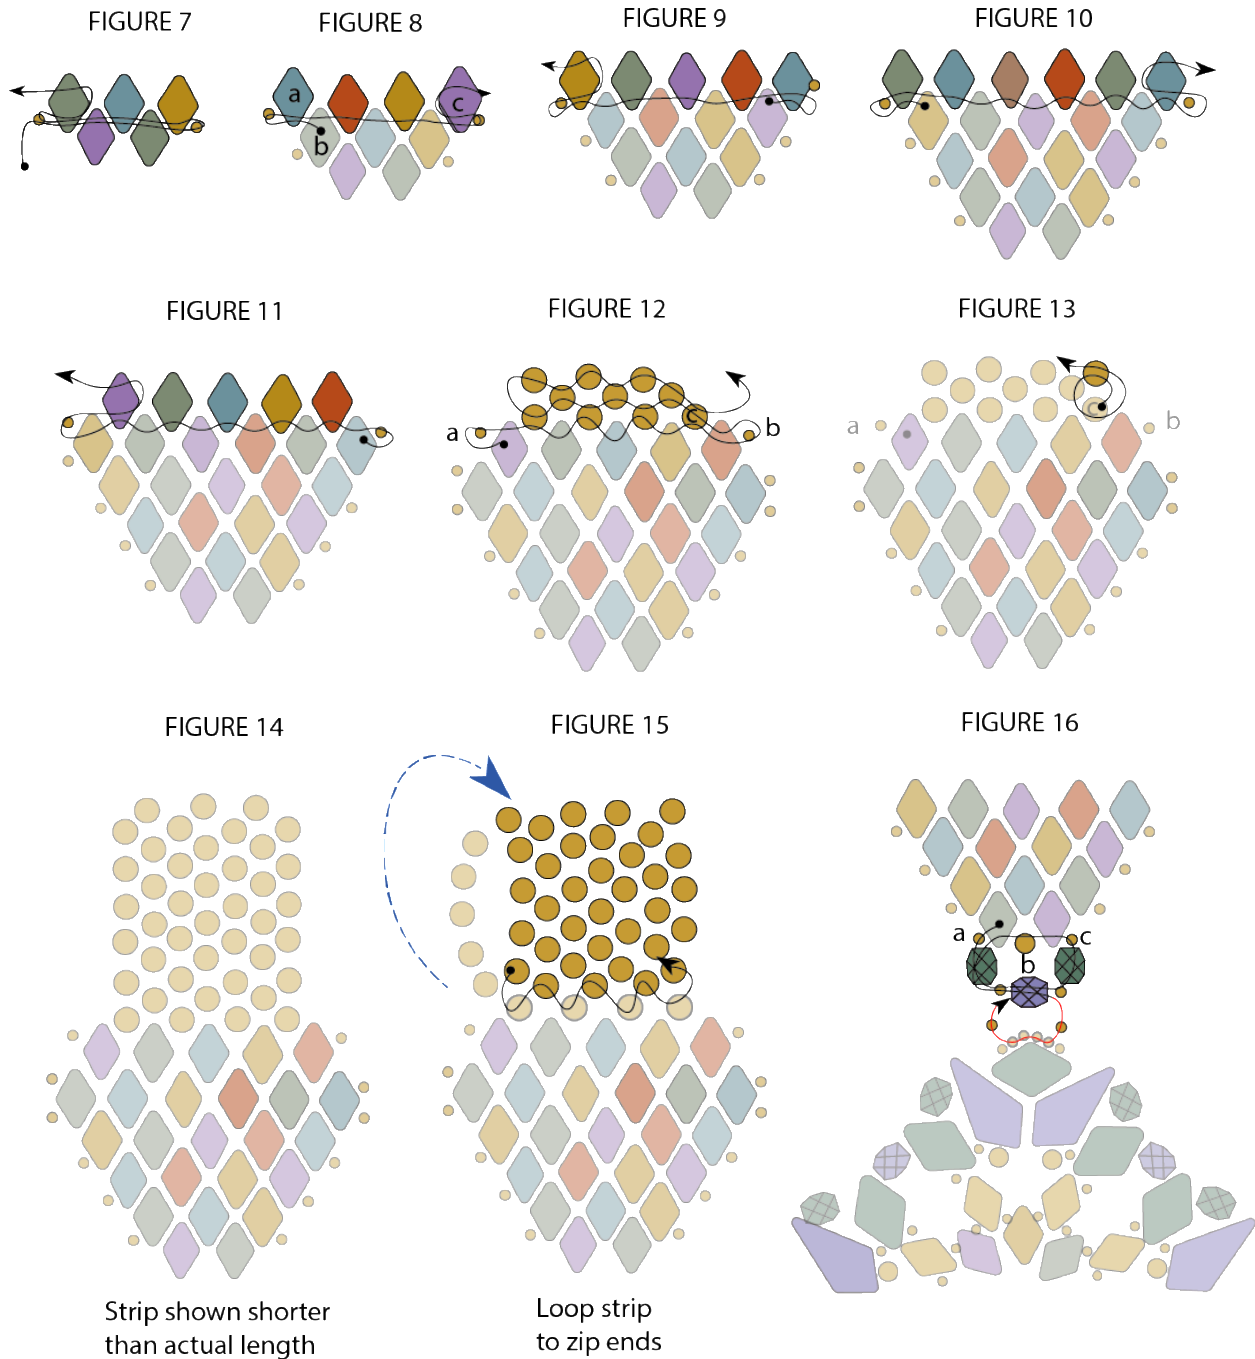 FIGURE 7
FIGURE 8
FIGURE 9
FIGURE 10
a
b
c
FIGURE 11
FIGURE 12
FIGURE 13
a
b
c
a
b
c
FIGURE 14
FIGURE 15
FIGURE 16
a
b
c
Strip shown shorter
than actual length
Loop strip
to zip ends